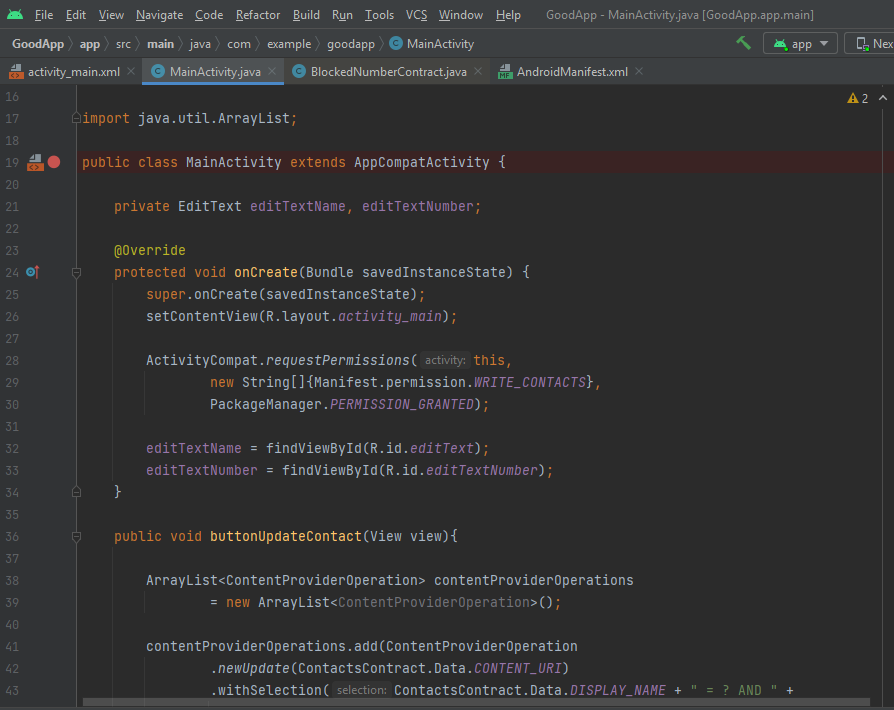 File Edit View Navigate Code Refactor Build Run Tools VCS Window Help GoodApp - MainActivity.java [GoodApp.app.main]
GoodApp app src main java com example goodapp MainActivity app Nex
activity_main.xml MainActivity.java BlockedNumberContract.java AndroidManifest.xml
16 2
17 import java.util.ArrayList;
18
19 public class MainActivity extends AppCompatActivity {
20
21 private EditText editTextName, editTextNumber;
22
23 @Override
24 protected void onCreate(Bundle savedInstanceState) {
25 super.onCreate(savedInstanceState);
26 setContentView(R.layout.activity_main);
27
28 ActivityCompat.requestPermissions( activity: this,
29 new String[]{Manifest.permission.WRITE_CONTACTS},
30 PackageManager.PERMISSION_GRANTED);
31
32 editTextName = findViewById(R.id.editText);
33 editTextNumber = findViewById(R.id.editTextNumber);
34 }
35
36 public void buttonUpdateContact(View view){
37
38 ArrayList<ContentProviderOperation> contentProviderOperations
39 = new ArrayList<ContentProviderOperation>();
40
41 contentProviderOperations.add(ContentProviderOperation
42 .newUpdate(ContactsContract.Data.CONTENT_URI)
43 .withSelection( selection: ContactsContract.Data.DISPLAY_NAME + " = ? AND " +